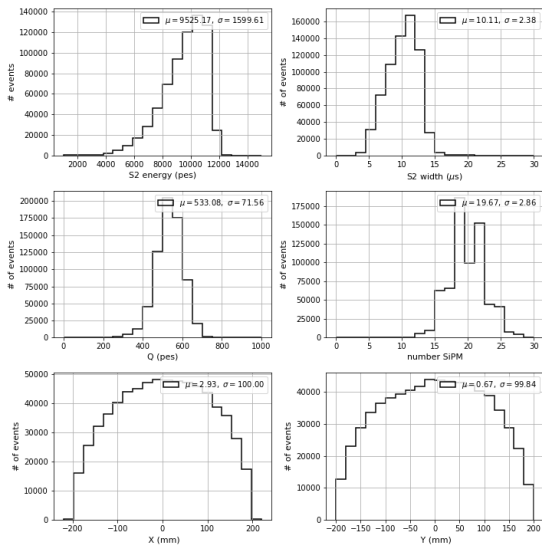 μ = 9525.17, σ = 1599.61
# of events
140000
120000
100000
80000
60000
40000
20000
0
2000 4000 6000 8000 10000 12000 14000
S2 energy (pes)
μ = 10.11, σ = 2.38
# of events
160000
140000
120000
100000
80000
60000
40000
20000
0
0 5 10 15 20 25 30
S2 width (μs)
μ = 533.08, σ = 71.56
# of events
200000
175000
150000
125000
100000
75000
50000
25000
0
0 200 400 600 800 1000
Q (pes)
μ = 19.67, σ = 2.86
# of events
175000
150000
125000
100000
75000
50000
25000
0
0 5 10 15 20 25 30
number SiPM
μ = 2.93, σ = 100.00
# of events
50000
40000
30000
20000
10000
0
−200 −100 0 100 200
X (mm)
μ = 0.67, σ = 99.84
# of events
40000
30000
20000
10000
0
−200 −150 −100 −50 0 50 100 150 200
Y (mm)